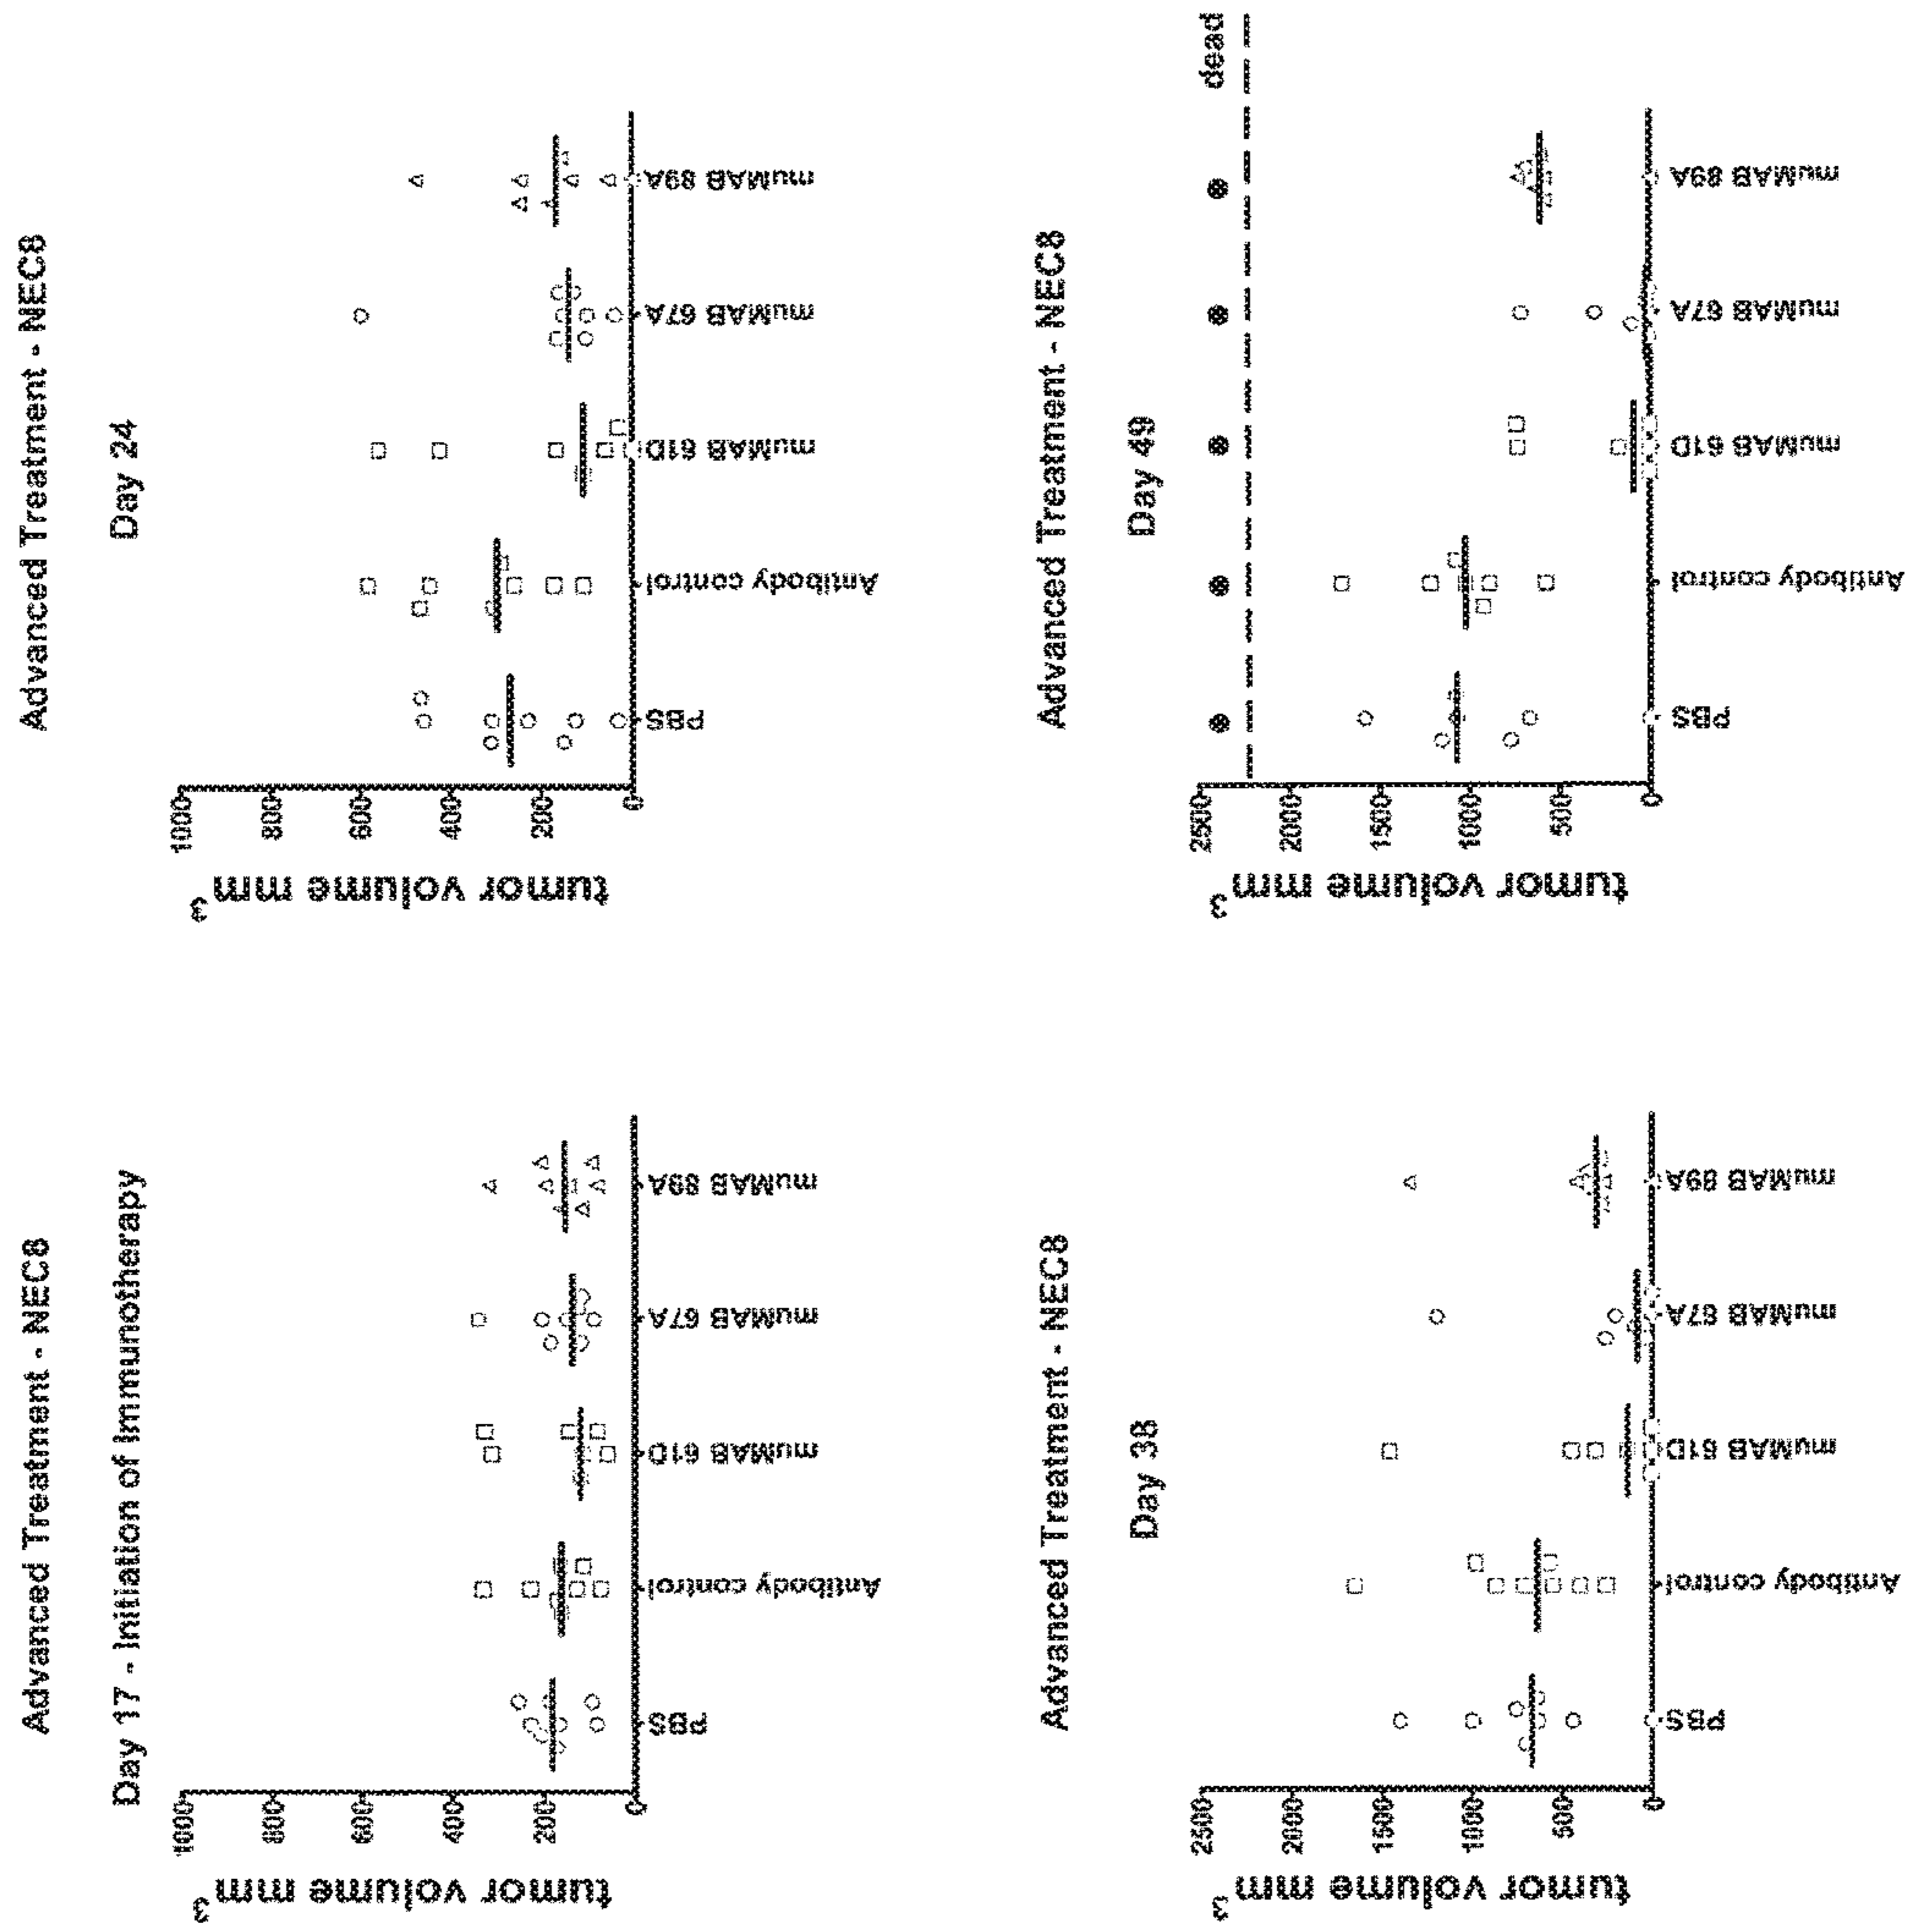 Advanced Treatment - NEC8
Day 17 - Initiation of Immunotherapy
tumor volume mm3
1000
800
600
400
200
0
PBS
Antibody control
muMAB 61D
muMAB 67A
muMAB 89A
Advanced Treatment - NEC8
Day 24
tumor volume mm3
1000
800
600
400
200
0
PBS
Antibody control
muMAB 61D
muMAB 67A
muMAB 89A
Advanced Treatment - NEC8
Day 38
tumor volume mm3
2500
2000
1500
1000
500
0
PBS
Antibody control
muMAB 61D
muMAB 67A
muMAB 89A
Advanced Treatment - NEC8
Day 49
dead
tumor volume mm3
2500
2000
1500
1000
500
0
PBS
Antibody control
muMAB 61D
muMAB 67A
muMAB 89A